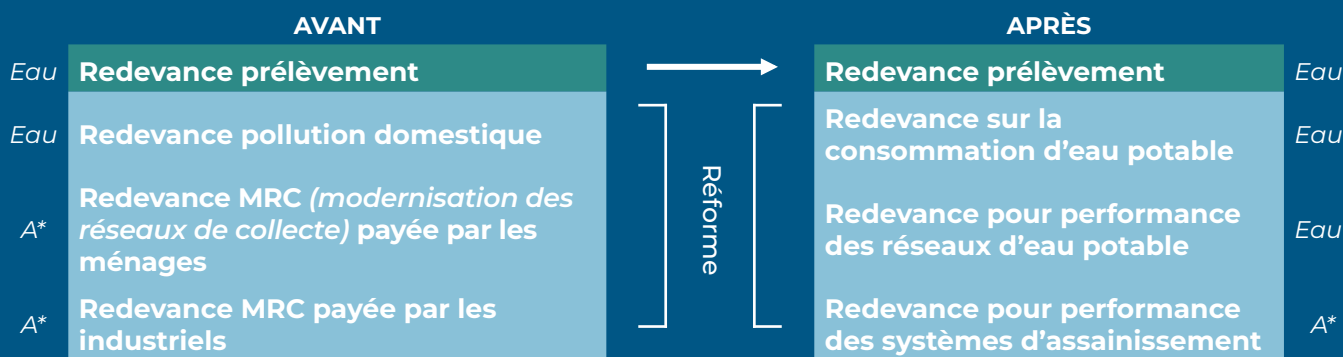 AVANT
Eau
Redevance prélèvement
Eau
Redevance pollution domestique
A*
Redevance MRC (modernisation des
réseaux de collecte) payée par les
ménages
A*
Redevance MRC payée par les
industriels
Réforme
APRÈS
Redevance prélèvement
Eau
Redevance sur la
consommation d'eau potable
Eau
Redevance pour performance
des réseaux d'eau potable
Eau
Redevance pour performance
des systèmes d'assainissement
A*